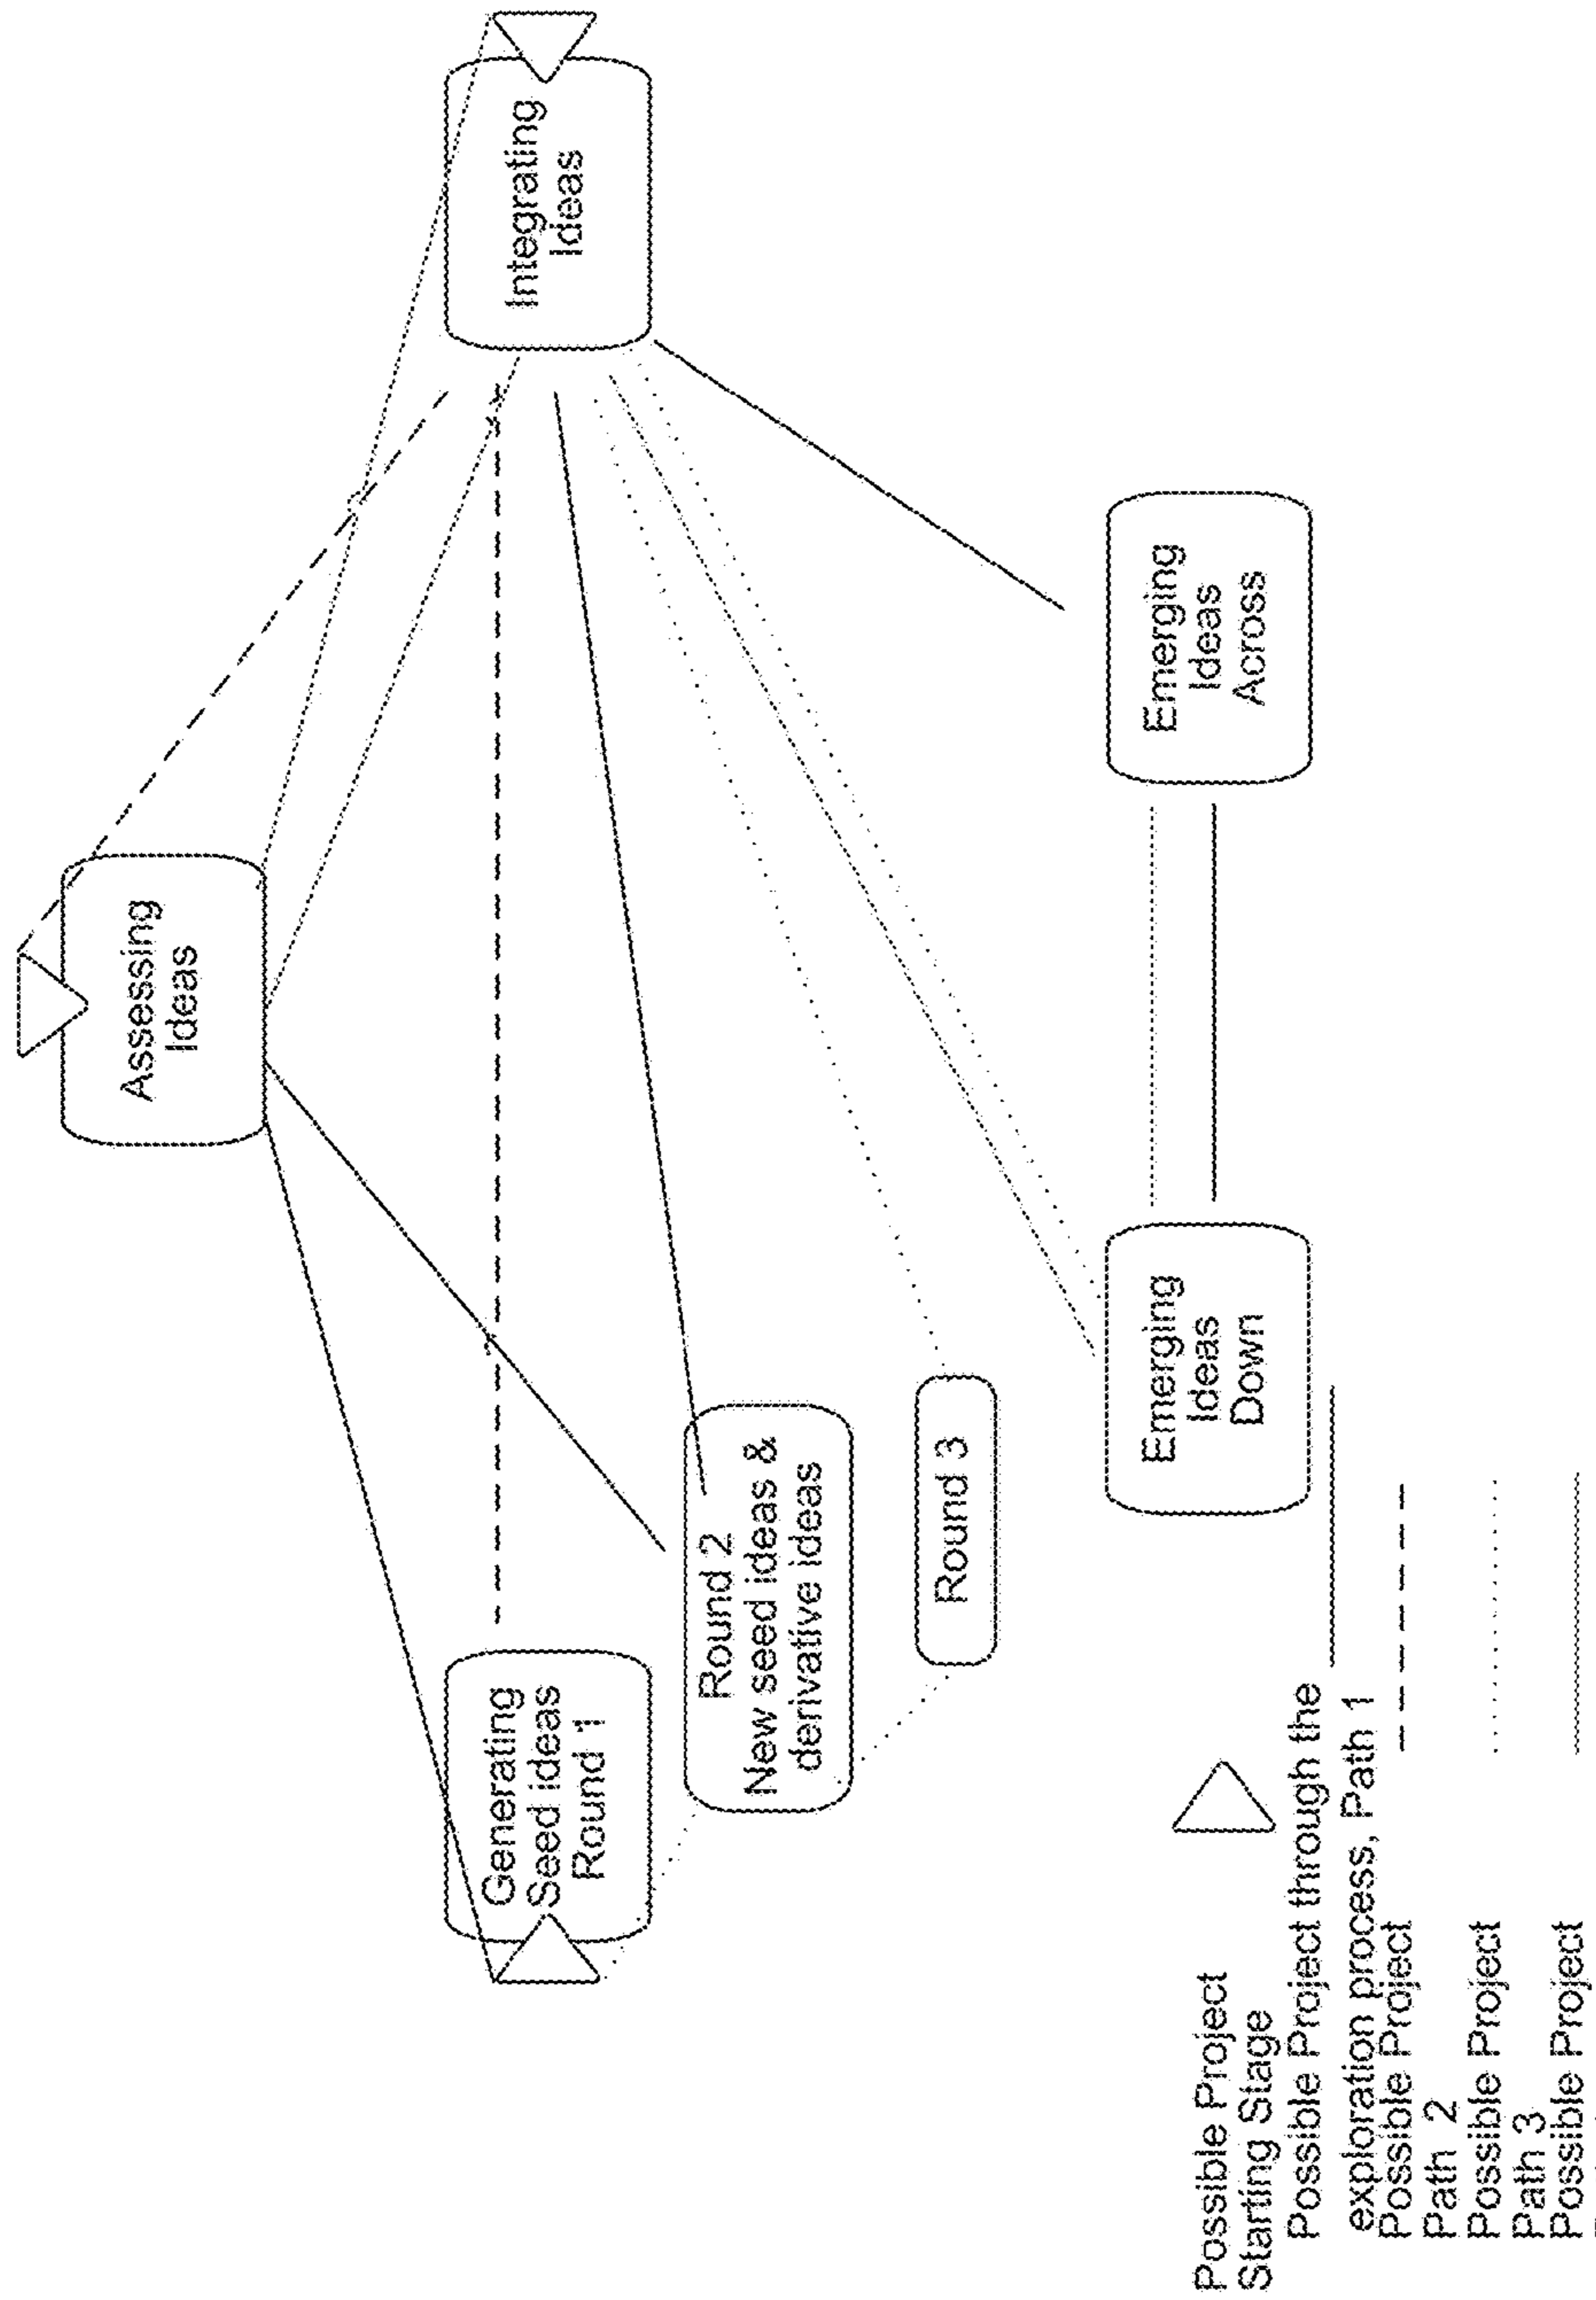 Assessing
Ideas
Generating
Seed ideas
Round 1
Integrating
Ideas
Round 2
New seed ideas &
derivative ideas
Round 3
Emerging
Ideas
Down
Emerging
Ideas
Across
Possible Project
Starting Stage
Possible Project through the
exploration process, Path 1
Possible Project
Path 2
Possible Project
Path 3
Possible Project